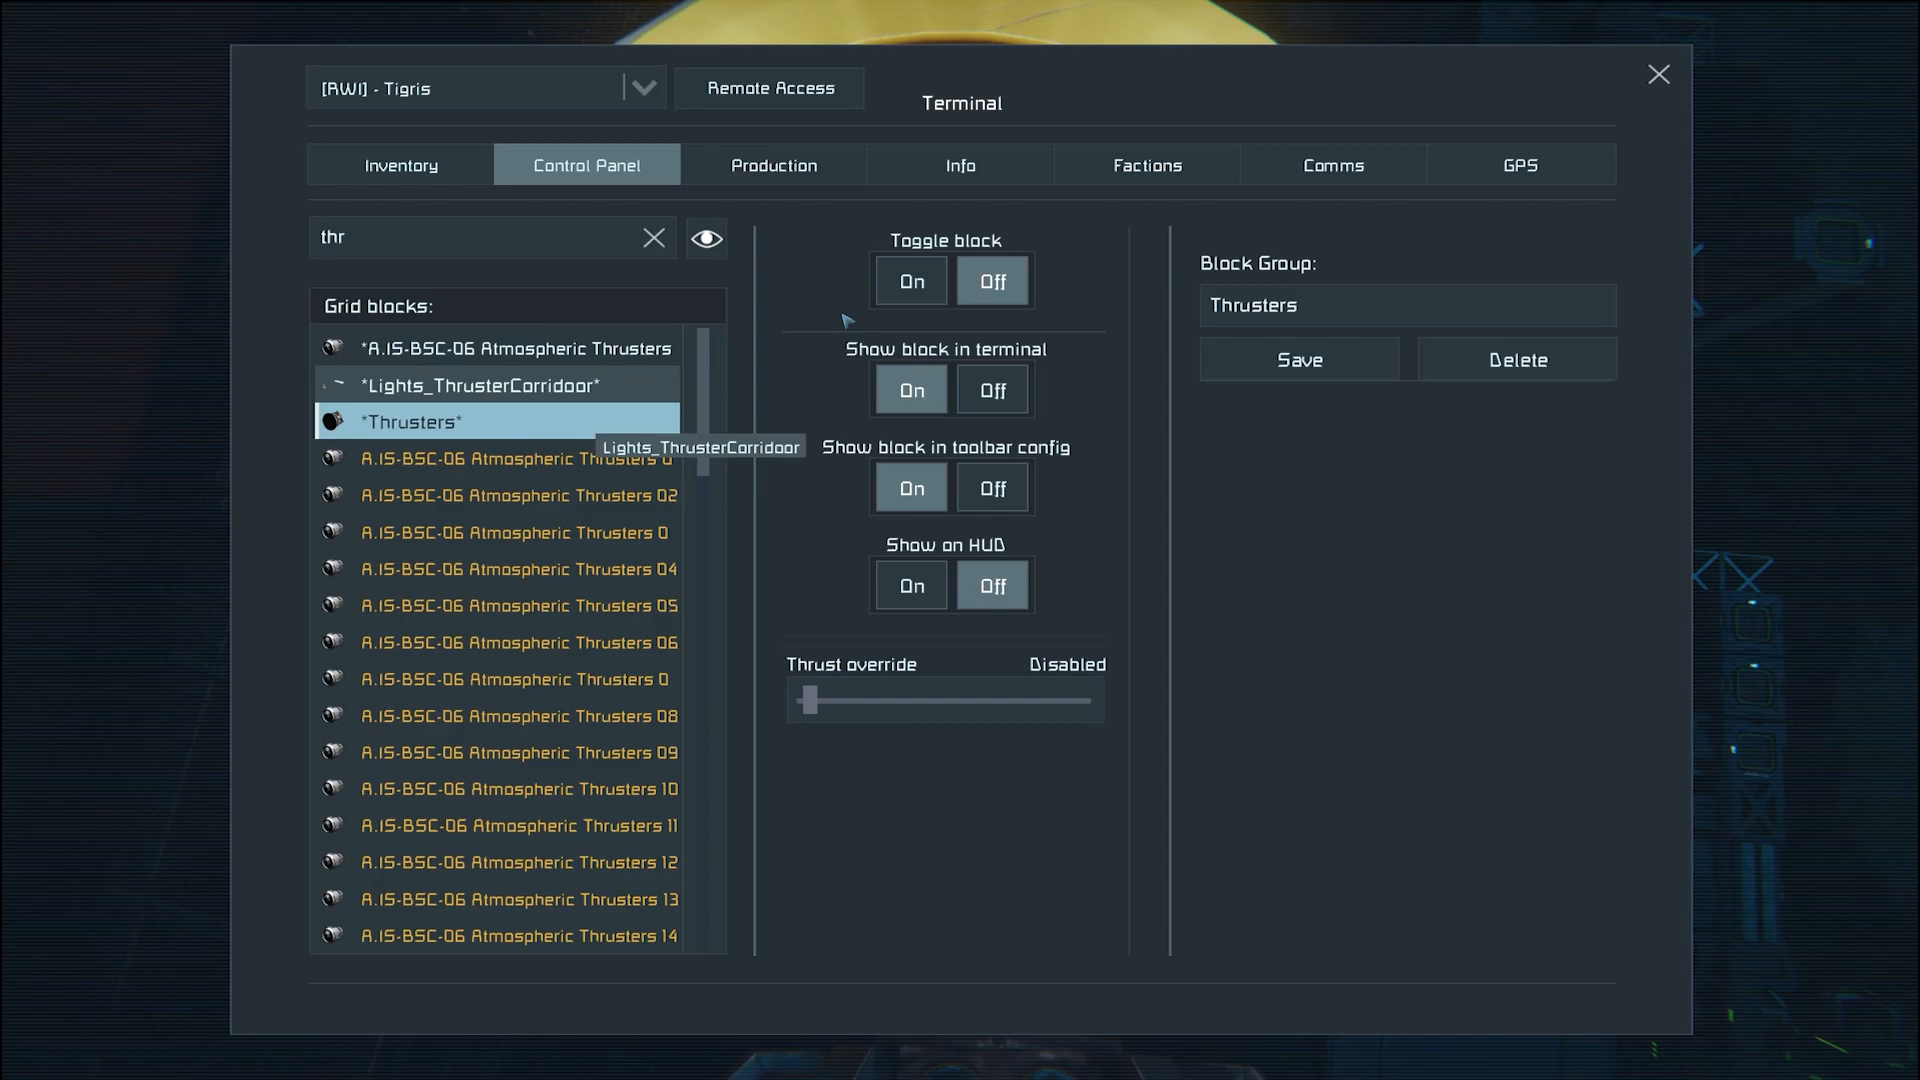 [RWI] - Tigris
Remote Access
Terminal
Inventory
Control Panel
Production
Info
Factions
Comms
GPS
thr
Grid blocks:
*A.IS-BSC-06 Atmospheric Thrusters
*Lights_ThrusterCorridoor*
*Thrusters*
Lights_ThrusterCorridoor
A.IS-BSC-06 Atmospheric Thrusters 0
A.IS-BSC-06 Atmospheric Thrusters 02
A.IS-BSC-06 Atmospheric Thrusters 0
A.IS-BSC-06 Atmospheric Thrusters 04
A.IS-BSC-06 Atmospheric Thrusters 05
A.IS-BSC-06 Atmospheric Thrusters 06
A.IS-BSC-06 Atmospheric Thrusters 0
A.IS-BSC-06 Atmospheric Thrusters 08
A.IS-BSC-06 Atmospheric Thrusters 09
A.IS-BSC-06 Atmospheric Thrusters 10
A.IS-BSC-06 Atmospheric Thrusters 11
A.IS-BSC-06 Atmospheric Thrusters 12
A.IS-BSC-06 Atmospheric Thrusters 13
A.IS-BSC-06 Atmospheric Thrusters 14
Toggle block
On Off
Show block in terminal
On Off
Show block in toolbar config
On Off
Show on HUD
On Off
Thrust override Disabled
Block Group:
Thrusters
Save
Delete